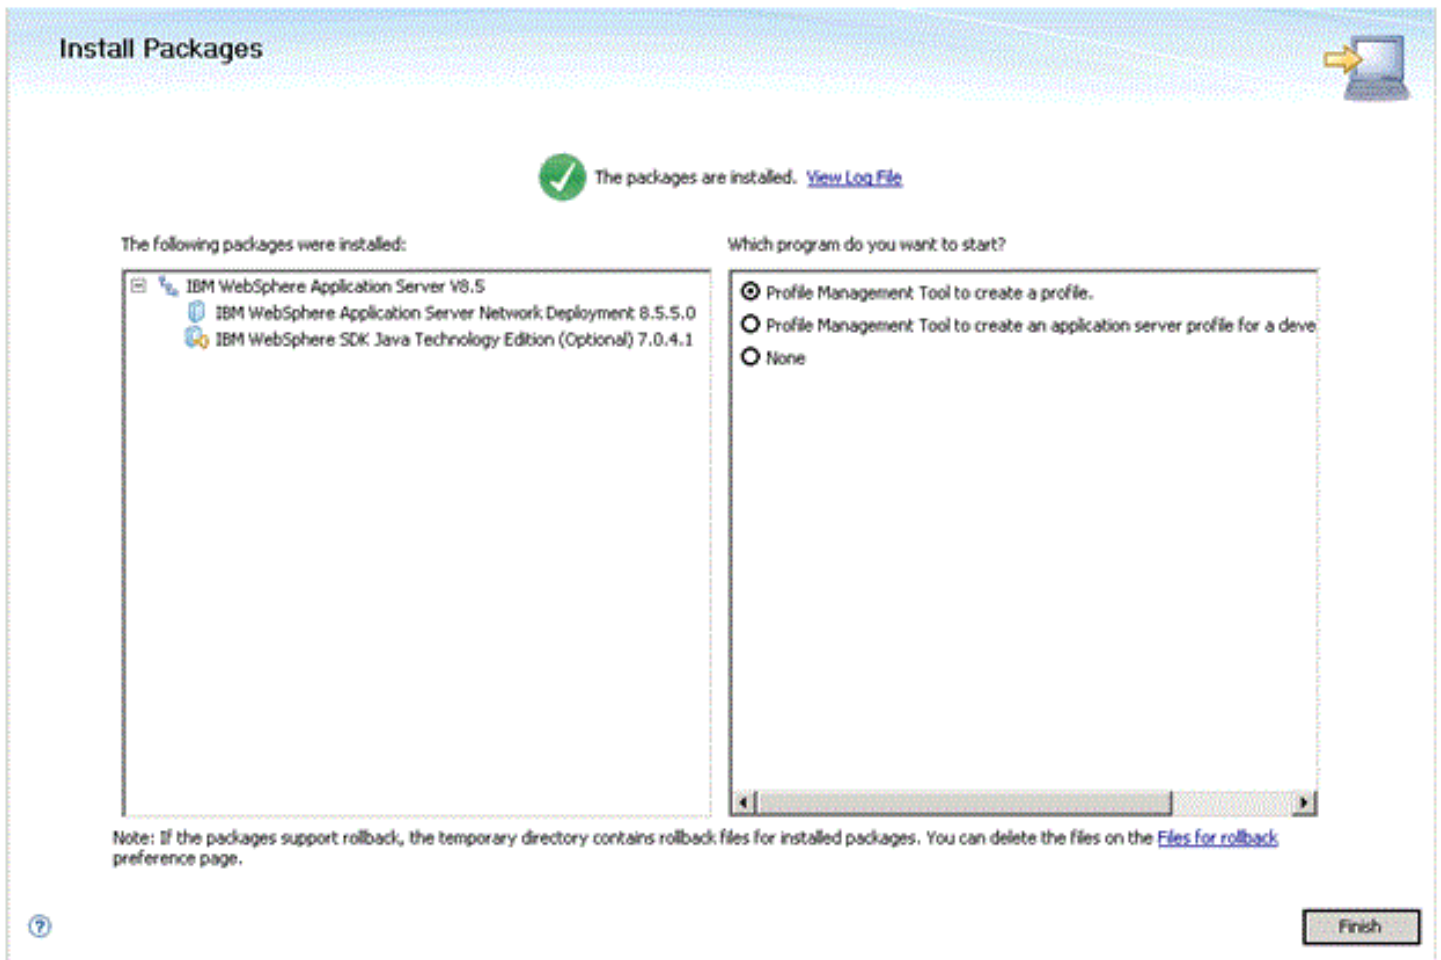 Install Packages
The packages are installed. View Log File
The following packages were installed:
IBM WebSphere Application Server V8.5
IBM WebSphere Application Server Network Deployment 8.5.5.0
IBM WebSphere SDK Java Technology Edition (Optional) 7.0.4.1
Which program do you want to start?
Profile Management Tool to create a profile.
Profile Management Tool to create an application server profile for a deve
None
Note: If the packages support rollback, the temporary directory contains rollback files for installed packages. You can delete the files on the Files for rollback
preference page.
?
Finish